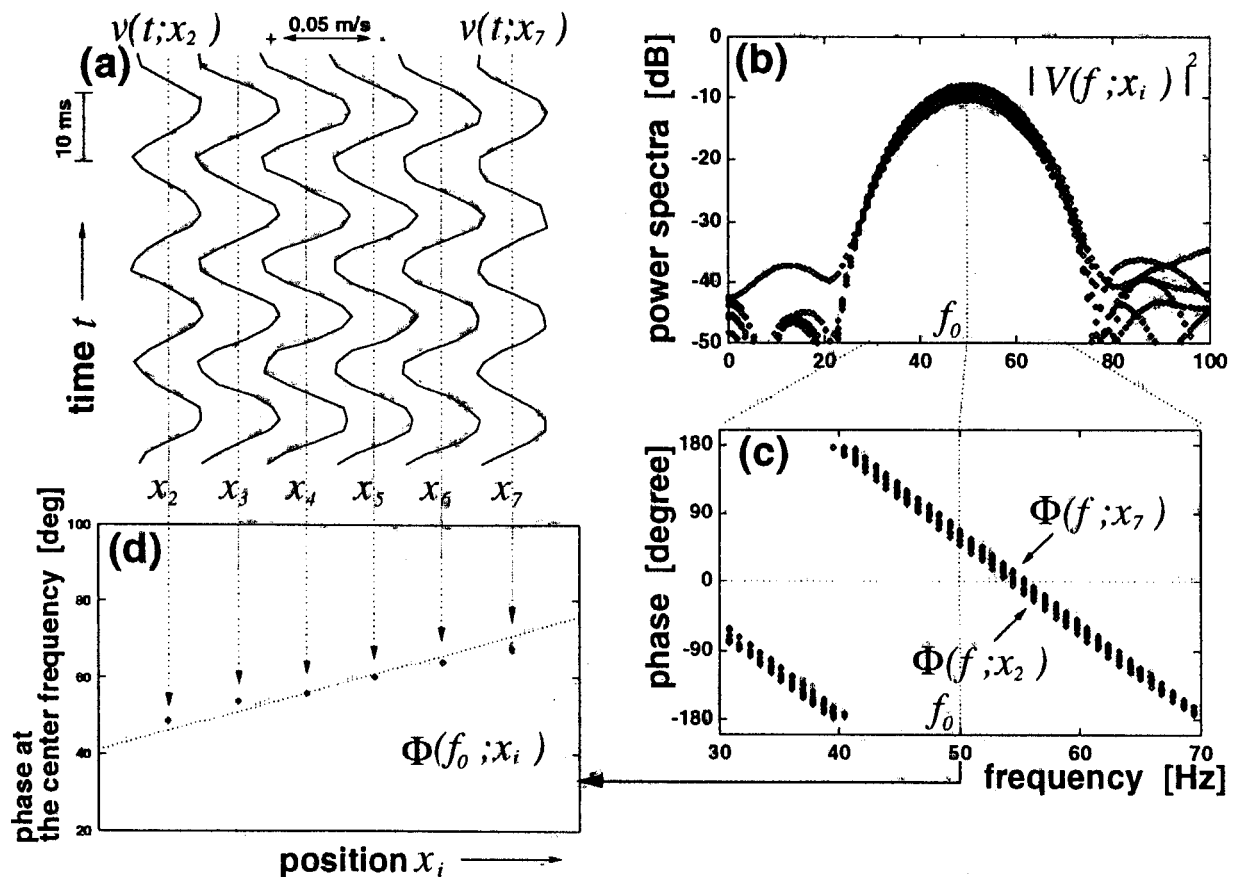 v(t;x2)
+ 0.05 m/s -
v(t;x7)
(a)
10 ms
time t
x2 x3 x4 x5 x6 x7
(b)
|V(f;xi)|²
power spectra [dB]
0
-10
-20
-30
-40
-50
f0
0 20 40 60 80 100
(c)
phase [degree]
180
90
0
-90
-180
Φ(f;x7)
Φ(f;x2)
f0
30 40 50 60 70
frequency [Hz]
(d)
phase at
the center frequency [deg]
100
80
60
40
20
Φ(f0;xi)
position xi